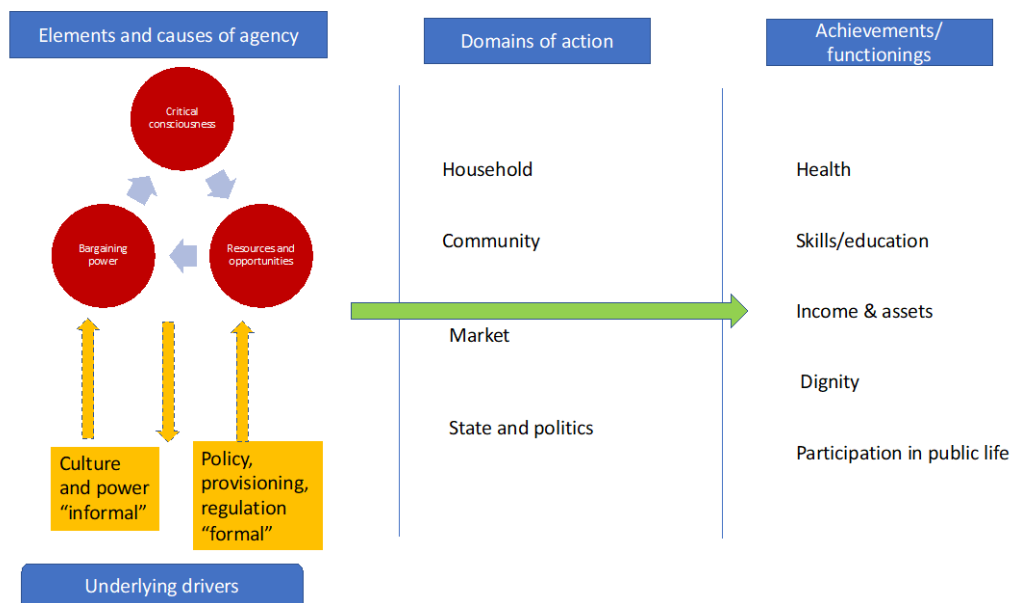 Elements and causes of agency
Critical
consciousness
Bargaining
power
Resources and
opportunities
Culture
and power
“informal”
Policy,
provisioning,
regulation
“formal”
Underlying drivers
Domains of action
Household
Community
Market
State and politics
Achievements/
functionings
Health
Skills/education
Income & assets
Dignity
Participation in public life